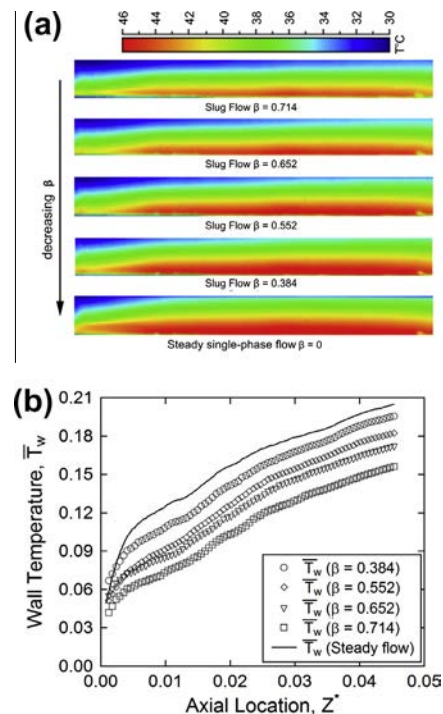 (a)
46 44 42 40 38 36 34 32 30
T°C
Slug Flow β = 0.714
Slug Flow β = 0.652
Slug Flow β = 0.552
Slug Flow β = 0.384
Steady single-phase flow β = 0
decreasing β
(b)
0.21
0.18
0.15
0.12
0.09
0.06
0.03
0.00
Wall Temperature, T̅w
T̅w (β = 0.384)
T̅w (β = 0.552)
T̅w (β = 0.652)
T̅w (β = 0.714)
T̅w (Steady flow)
0.00 0.01 0.02 0.03 0.04 0.05
Axial Location, Z*